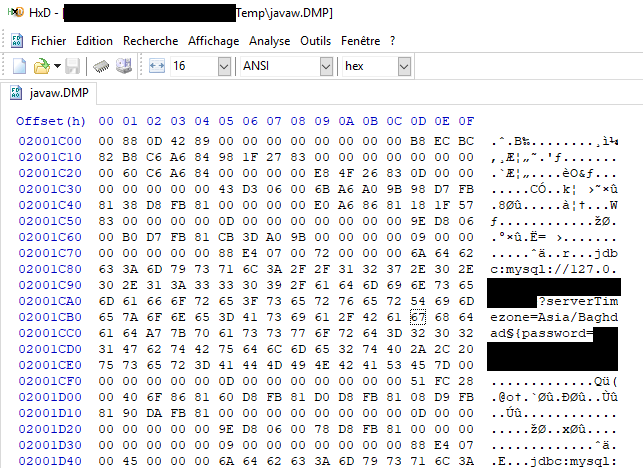 HxD - [ Temp\javaw.DMP]
Fichier Edition Recherche Affichage Analyse Outils Fenêtre ?
16 ANSI hex
javaw.DMP
Offset(h) 00 01 02 03 04 05 06 07 08 09 0A 0B 0C 0D 0E 0F
02001C00 00 88 0D 42 89 00 00 00 00 00 00 00 00 B8 EC BC .ˆ.B‰........¸ì¼
02001C10 82 B8 C6 A6 84 98 1F 27 83 00 00 00 00 00 00 00 ‚¸Æ¦„˜.'ƒ.......
02001C20 00 60 C6 A6 84 00 00 00 00 E8 4F 26 83 0D 00 00 .`Æ¦„....èO&ƒ...
02001C30 00 00 00 00 00 43 D3 06 00 6B A6 A0 9B 98 D7 FB .....CÓ..k¦ ›˜×û
02001C40 81 38 D8 FB 81 00 00 00 00 E0 A6 86 81 18 1F 57 .8Øû.....à¦†...W
02001C50 83 00 00 00 00 0D 00 00 00 00 00 00 00 9E ED 06 ƒ............ží.
02001C60 00 B0 D7 FB 81 CB 3D A0 9B 00 00 00 00 09 00 00 .°×û.Ë= ›.......
02001C70 00 00 00 00 00 88 E4 07 00 72 00 00 00 6A 64 62 .....ˆä..r...jdb
02001C80 63 3A 6D 79 73 71 6C 3A 2F 2F 31 32 37 2E 30 2E c:mysql://127.0.
02001C90 30 2E 31 3A 33 33 30 39 2F 61 64 6D 69 6E 73 65
02001CA0 6D 61 66 6F 72 65 3F 73 65 72 76 65 72 54 69 6D ?serverTim
02001CB0 65 7A 6F 6E 65 3D 41 73 69 61 2F 42 61 67 68 64 ezone=Asia/Baghd
02001CC0 61 64 A7 7B 70 61 73 73 77 6F 72 64 3D 32 30 32 ad§{password=
02001CD0 31 47 62 74 42 75 64 6C 6D 65 32 74 40 2A 2C 20
02001CE0 75 73 65 72 3D 41 44 4D 49 4E 42 41 53 45 7D 00
02001CF0 00 00 00 00 00 0D 00 00 00 00 00 00 00 51 FC 28 .............Qü(
02001D00 00 40 6F 86 81 60 D8 FB 81 D0 D8 FB 81 08 D9 FB .@o†.`Øû.ÐØû..Ùû
02001D10 81 90 DA FB 81 00 00 00 00 00 00 00 00 0D 00 00 ..Úû............
02001D20 00 00 00 00 00 9E ED 06 00 78 D8 FB 81 00 00 00 .....ží..xØû....
02001D30 00 00 00 00 00 09 00 00 00 00 00 00 00 88 E4 07 .............ˆä.
02001D40 00 45 00 00 00 6A 64 62 63 3A 6D 79 73 71 6C 3A .E...jdbc:mysql: